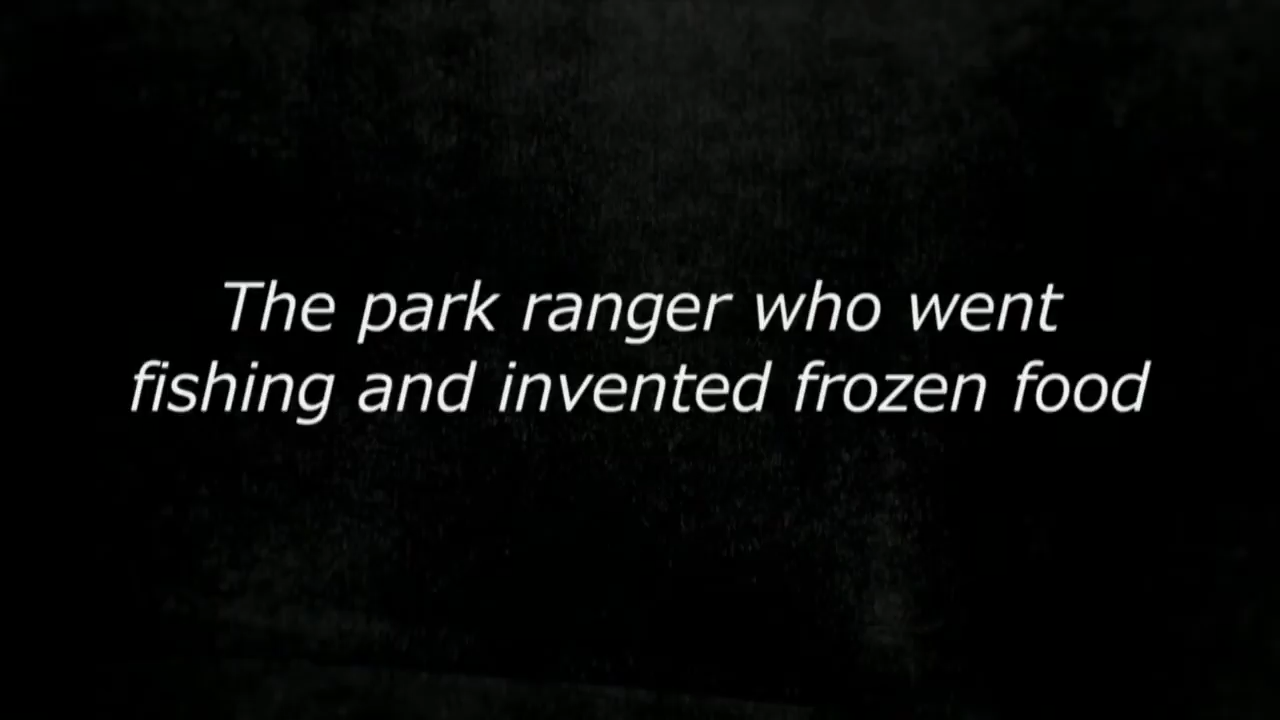 The park ranger who went
fishing and invented frozen food